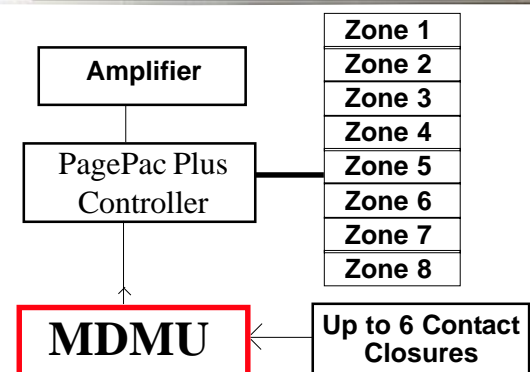 Zone 1
Amplifier
Zone 2
Zone 3
Zone 4
PagePac Plus
Controller
Zone 5
Zone 6
Zone 7
Zone 8
MDMU
Up to 6 Contact
Closures